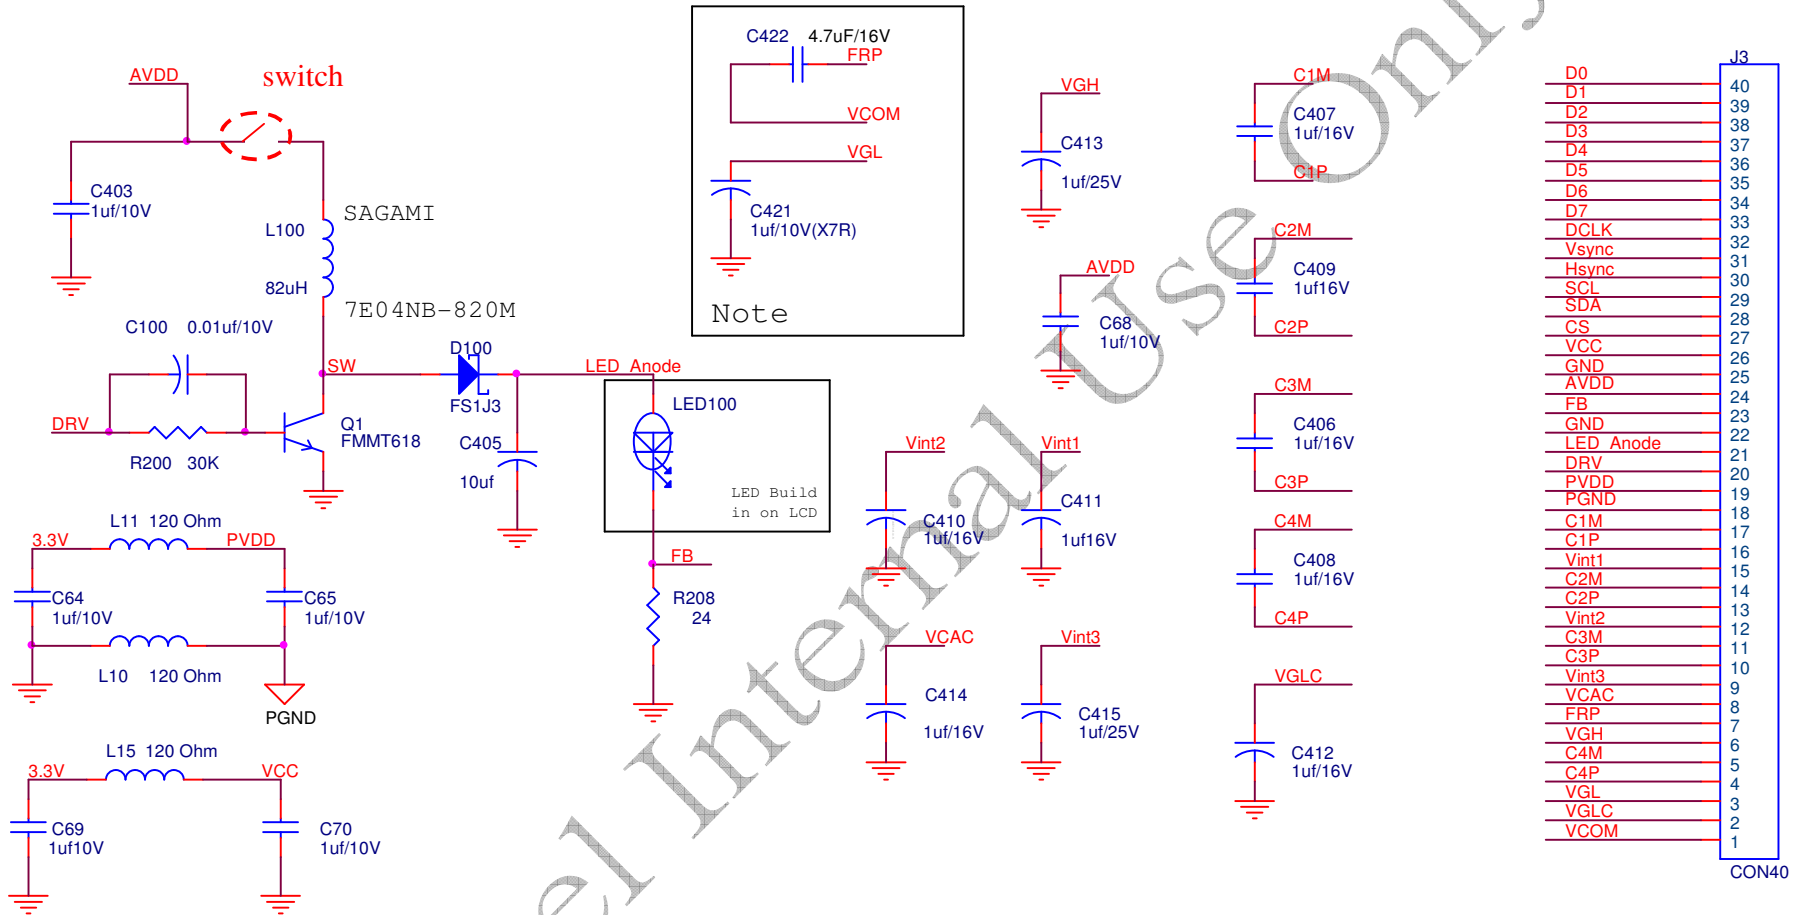 AVDD
switch
C403
1uf/10V
SAGAMI
L100
82uH
7E04NB-820M
C100 0.01uf/10V
SW
D100
FS1J3
LED_Anode
DRV
R200 30K
Q1
FMMT618
C405
10uf
LED100
LED Build
in on LCD
FB
R208
24
L11 120 Ohm
3.3V
PVDD
C64
1uf/10V
C65
1uf/10V
L10 120 Ohm
PGND
L15 120 Ohm
3.3V
VCC
C69
1uf10V
C70
1uf/10V
C422 4.7uF/16V
FRP
VCOM
VGL
C421
1uf/10V(X7R)
Note
VGH
C413
1uf/25V
AVDD
C68
1uf/10V
Vint2
C410
1uf/16V
Vint1
C411
1uf16V
VCAC
C414
1uf/16V
Vint3
C415
1uf/25V
C1M
C407
1uf/16V
C1P
C2M
C409
1uf16V
C2P
C3M
C406
1uf/16V
C3P
C4M
C408
1uf/16V
C4P
VGLC
C412
1uf/16V
J3
D0 40
D1 39
D2 38
D3 37
D4 36
D5 35
D6 34
D7 33
DCLK 32
Vsync 31
Hsync 30
SCL 29
SDA 28
CS 27
VCC 26
GND 25
AVDD 24
FB 23
GND 22
LED_Anode 21
DRV 20
PVDD 19
PGND 18
C1M 17
C1P 16
Vint1 15
C2M 14
C2P 13
Vint2 12
C3M 11
C3P 10
Vint3 9
VCAC 8
FRP 7
VGH 6
C4M 5
C4P 4
VGL 3
VGLC 2
VCOM 1
CON40
el Internal Use Only